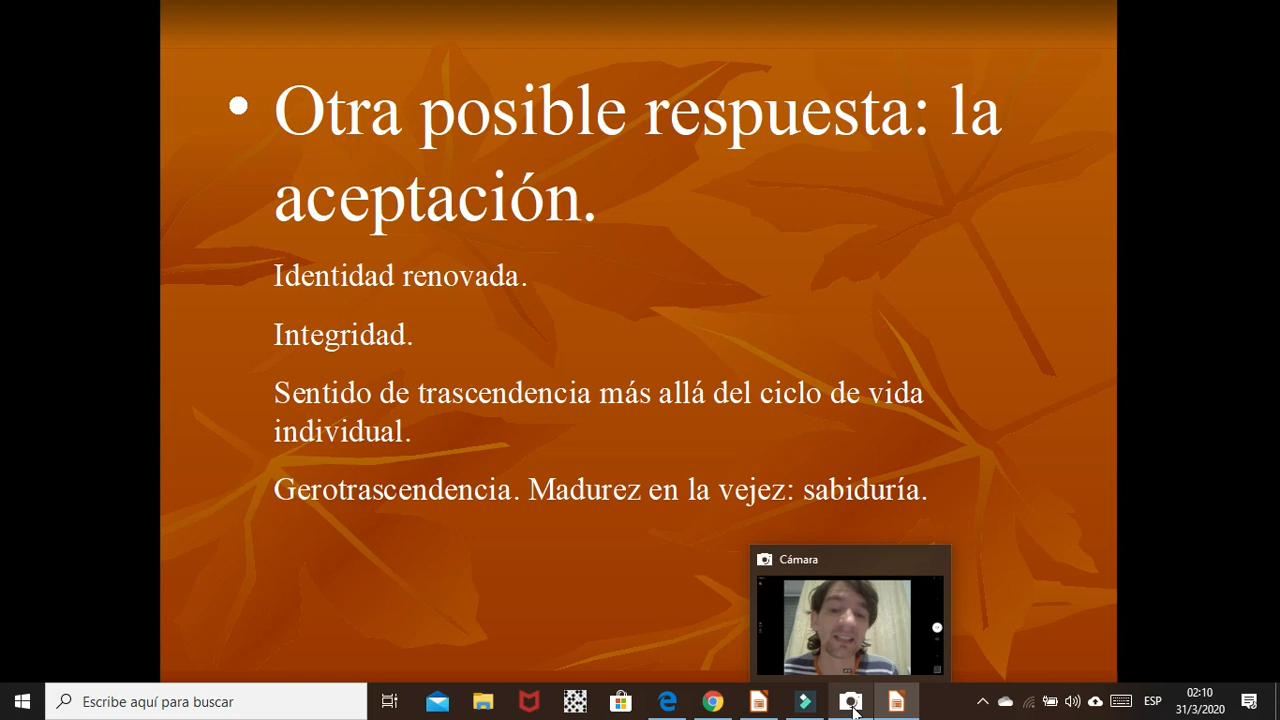 • Otra posible respuesta: la
aceptación.
Identidad renovada.
Integridad.
Sentido de trascendencia más allá del ciclo de vida
individual.
Gerotrascendencia. Madurez en la vejez: sabiduría.
Cámara
Escribe aquí para buscar
ESP
02:10
31/3/2020